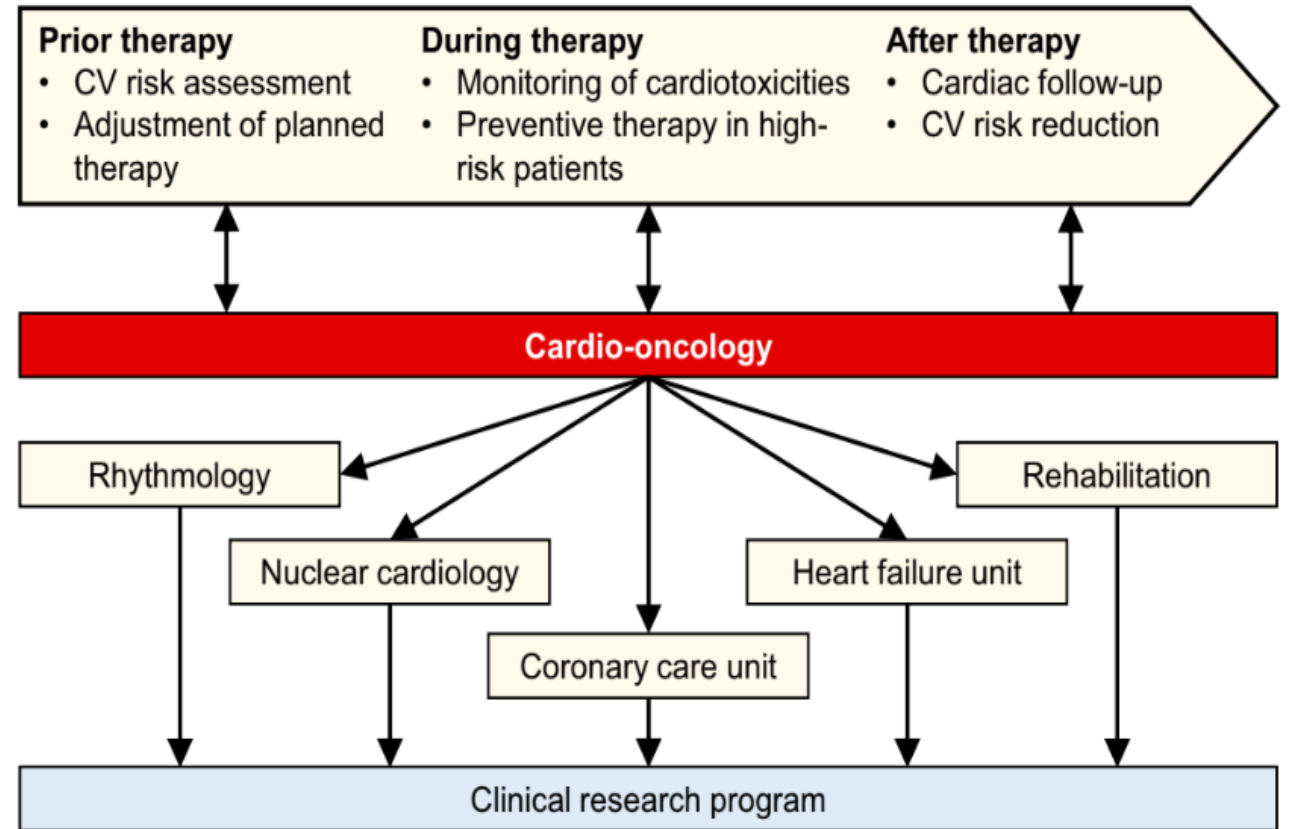 Prior therapy
• CV risk assessment
• Adjustment of planned
therapy
During therapy
• Monitoring of cardiotoxicities
• Preventive therapy in high-
risk patients
After therapy
• Cardiac follow-up
• CV risk reduction
Cardio-oncology
Rhythmology
Rehabilitation
Nuclear cardiology
Heart failure unit
Coronary care unit
Clinical research program